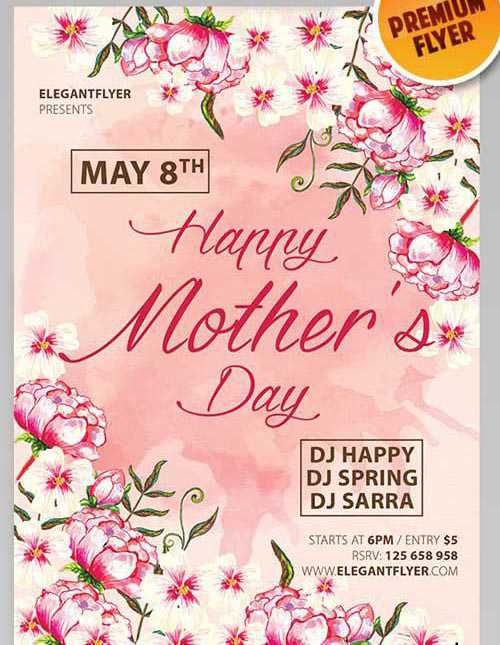 PREMIUM
FLYER
ELEGANTFLYER
PRESENTS
MAY 8TH
Happy
Mother's
Day
DJ HAPPY
DJ SPRING
DJ SARRA
STARTS AT 6PM / ENTRY $5
RSRV: 125 658 958
WWW.ELEGANTFLYER.COM